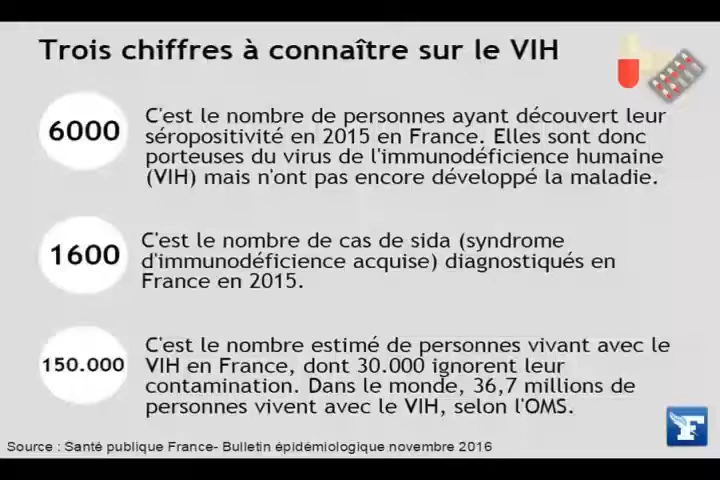 Trois chiffres à connaître sur le VIH
6000
C'est le nombre de personnes ayant découvert leur
séropositivité en 2015 en France. Elles sont donc
porteuses du virus de l'immunodéficience humaine
(VIH) mais n'ont pas encore développé la maladie.
1600
C'est le nombre de cas de sida (syndrome
d'immunodéficience acquise) diagnostiqués en
France en 2015.
150.000
C'est le nombre estimé de personnes vivant avec le
VIH en France, dont 30.000 ignorent leur
contamination. Dans le monde, 36,7 millions de
personnes vivent avec le VIH, selon l'OMS.
F
Source : Santé publique France- Bulletin épidémiologique novembre 2016